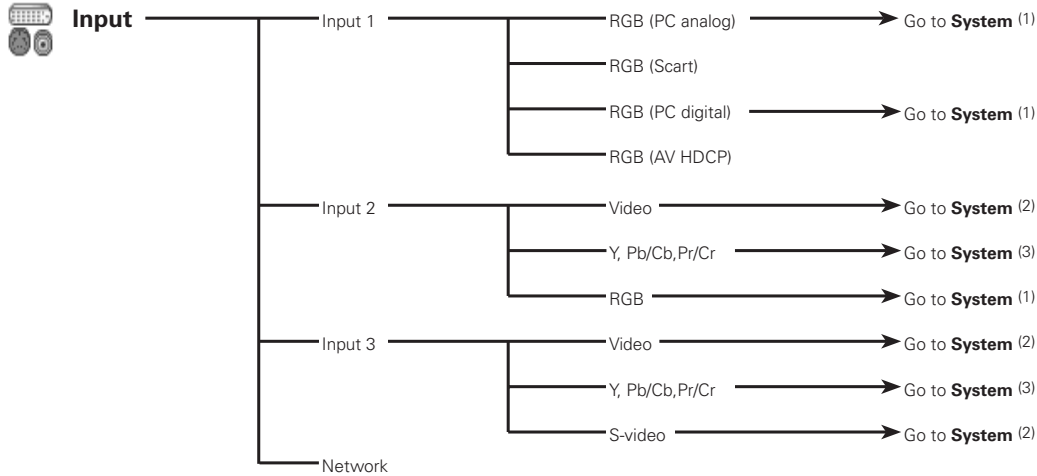 Input
Input 1
RGB (PC analog)
Go to System (1)
RGB (Scart)
RGB (PC digital)
Go to System (1)
RGB (AV HDCP)
Input 2
Video
Go to System (2)
Y, Pb/Cb,Pr/Cr
Go to System (3)
RGB
Go to System (1)
Input 3
Video
Go to System (2)
Y, Pb/Cb,Pr/Cr
Go to System (3)
S-video
Go to System (2)
Network